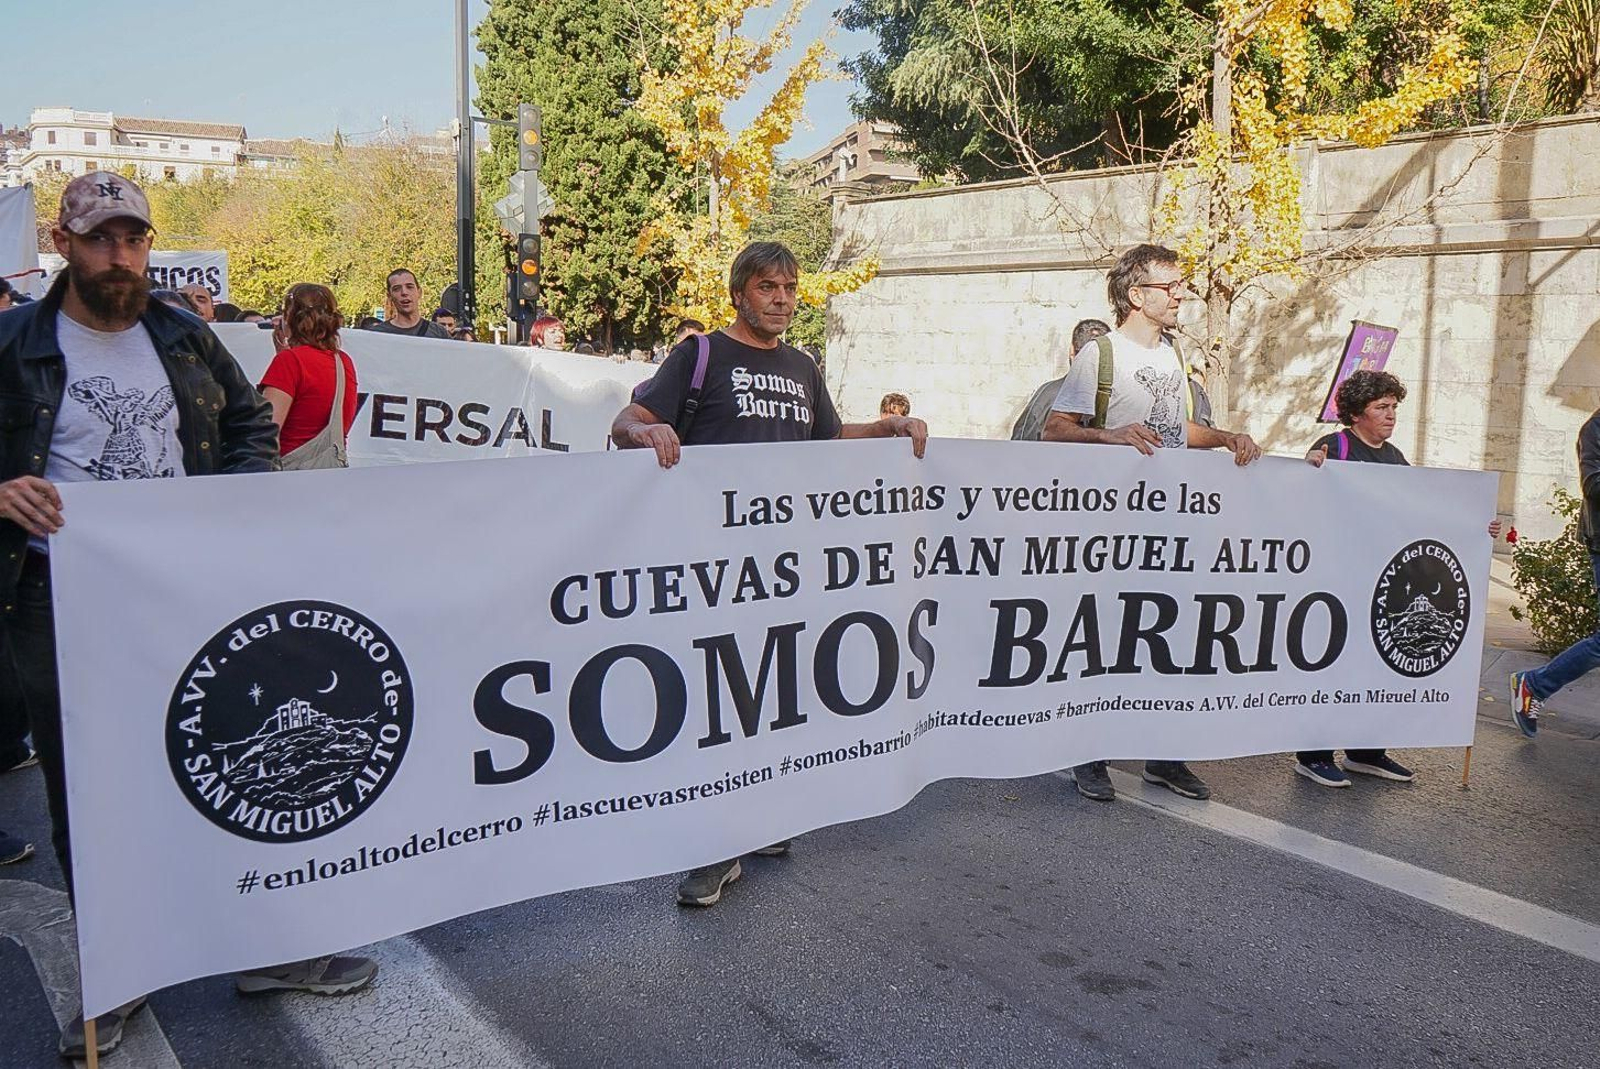 NY
TICOS
VERSAL
Somos
Barrio
Las vecinas y vecinos de las
CUEVAS DE SAN MIGUEL ALTO
SOMOS BARRIO
#enloaltodelcerro #lascuevasresisten #somosbarrio #habitatdecuevas #barriodecuevas A.VV. del Cerro de San Miguel Alto
-A.VV. del CERRO de-
SAN MIGUEL ALTO
-A.VV. del CERRO de-
SAN MIGUEL ALTO